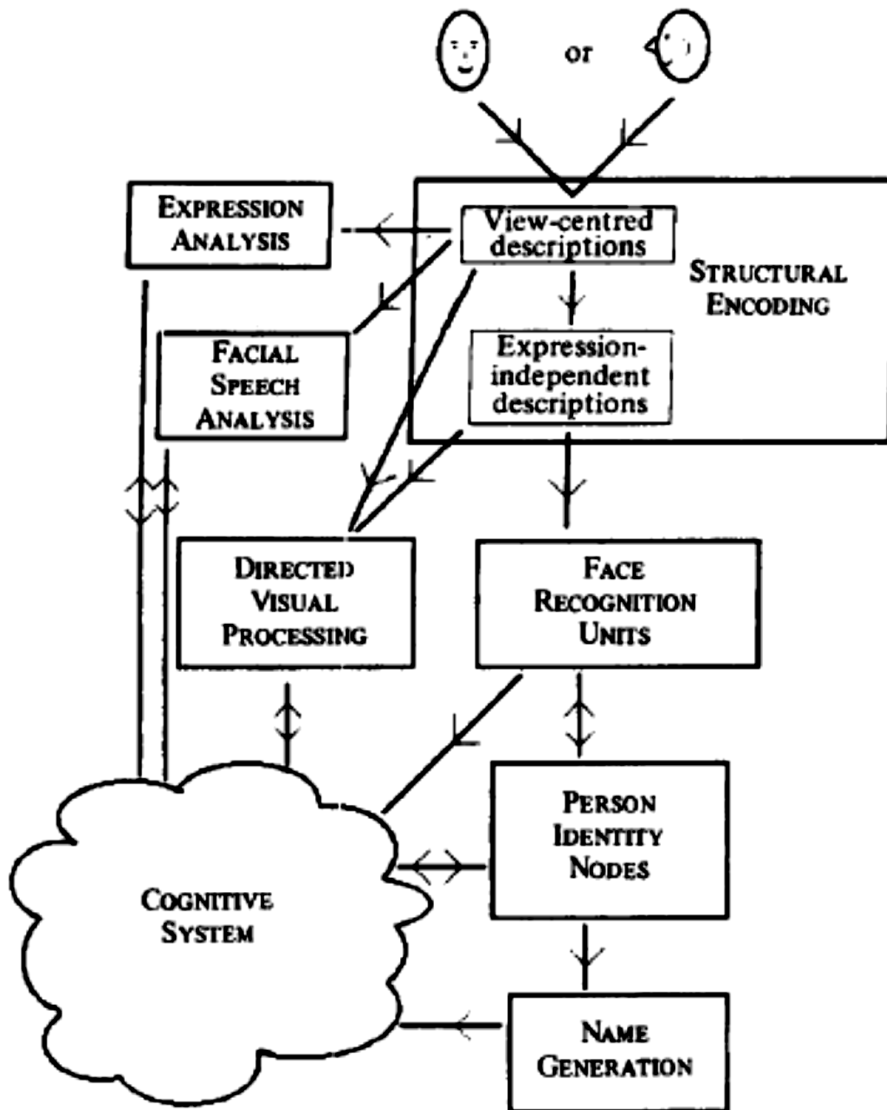 or
EXPRESSION
ANALYSIS
View-centred
descriptions
STRUCTURAL
ENCODING
FACIAL
SPEECH
ANALYSIS
Expression-
independent
descriptions
DIRECTED
VISUAL
PROCESSING
FACE
RECOGNITION
UNITS
PERSON
IDENTITY
NODES
COGNITIVE
SYSTEM
NAME
GENERATION